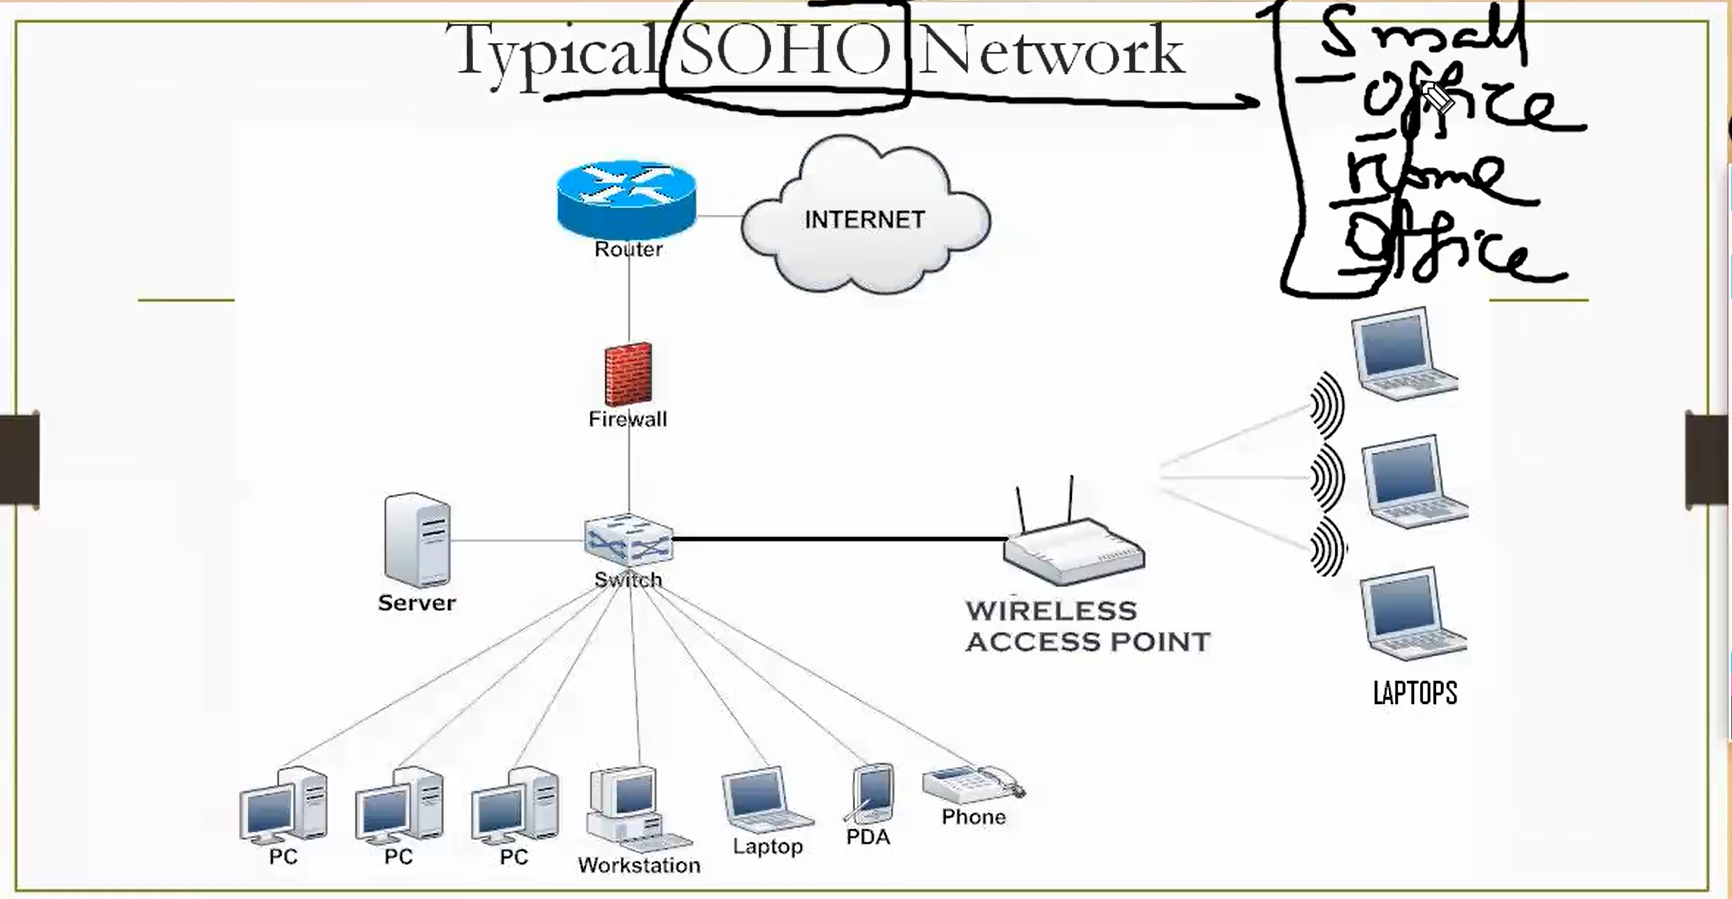 Typical SOHO Network
Small
Office
Home
Office
INTERNET
Router
Firewall
Server
Switch
WIRELESS
ACCESS POINT
LAPTOPS
PC
PC
PC
Workstation
Laptop
PDA
Phone